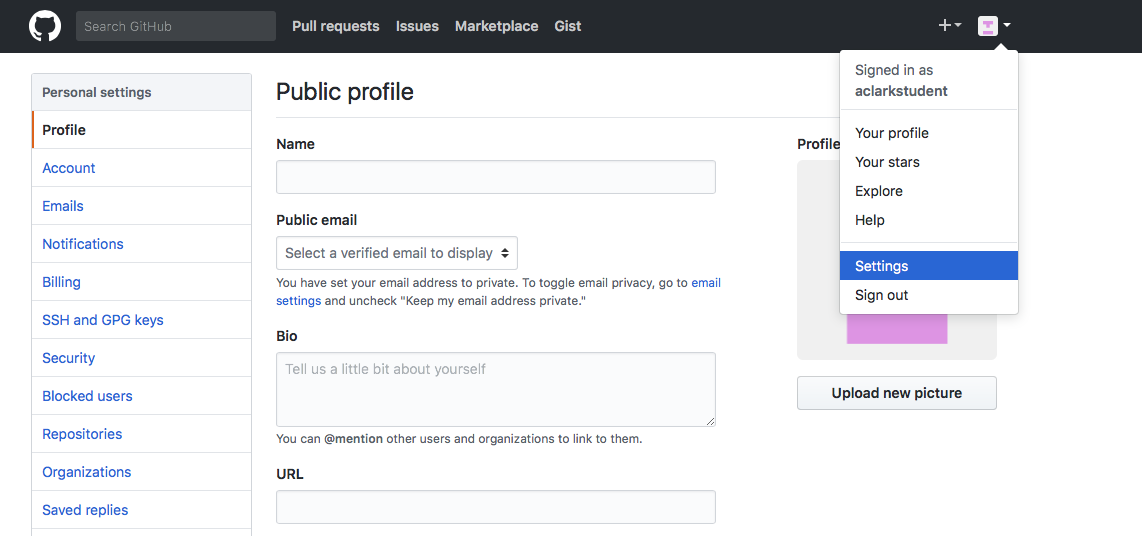 Search GitHub
Pull requests
Issues
Marketplace
Gist
Signed in as
aclarkstudent
Your profile
Your stars
Explore
Help
Settings
Sign out
Personal settings
Profile
Account
Emails
Notifications
Billing
SSH and GPG keys
Security
Blocked users
Repositories
Organizations
Saved replies
Public profile
Name
Public email
Select a verified email to display
You have set your email address to private. To toggle email privacy, go to email
settings and uncheck "Keep my email address private."
Bio
Tell us a little bit about yourself
You can @mention other users and organizations to link to them.
URL
Profile
Upload new picture